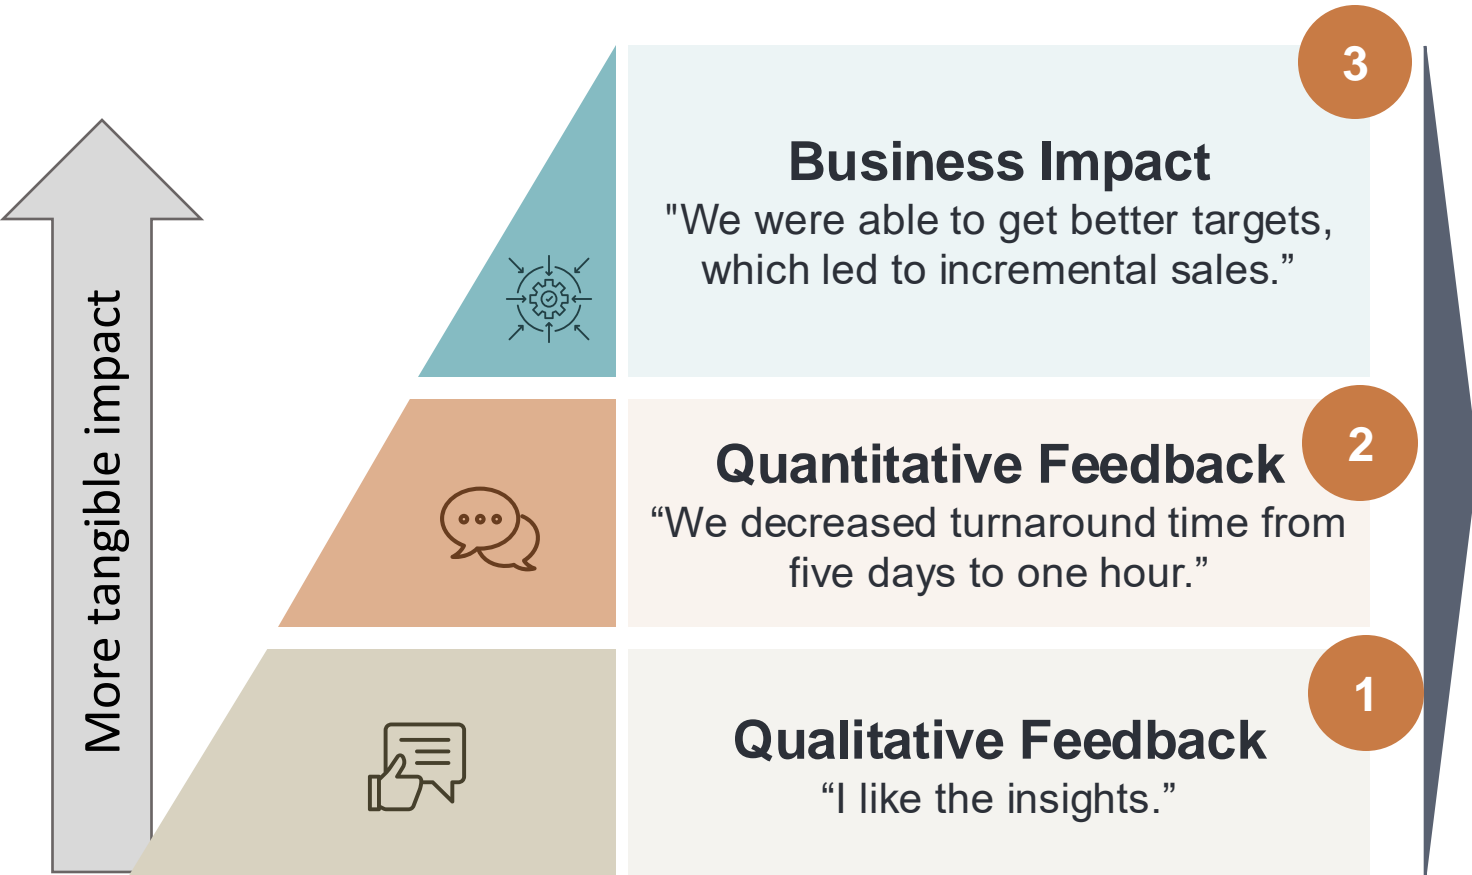 3
Business Impact
"We were able to get better targets,
which led to incremental sales.”
2
Quantitative Feedback
“We decreased turnaround time from
five days to one hour.”
1
Qualitative Feedback
“I like the insights.”
More tangible impact